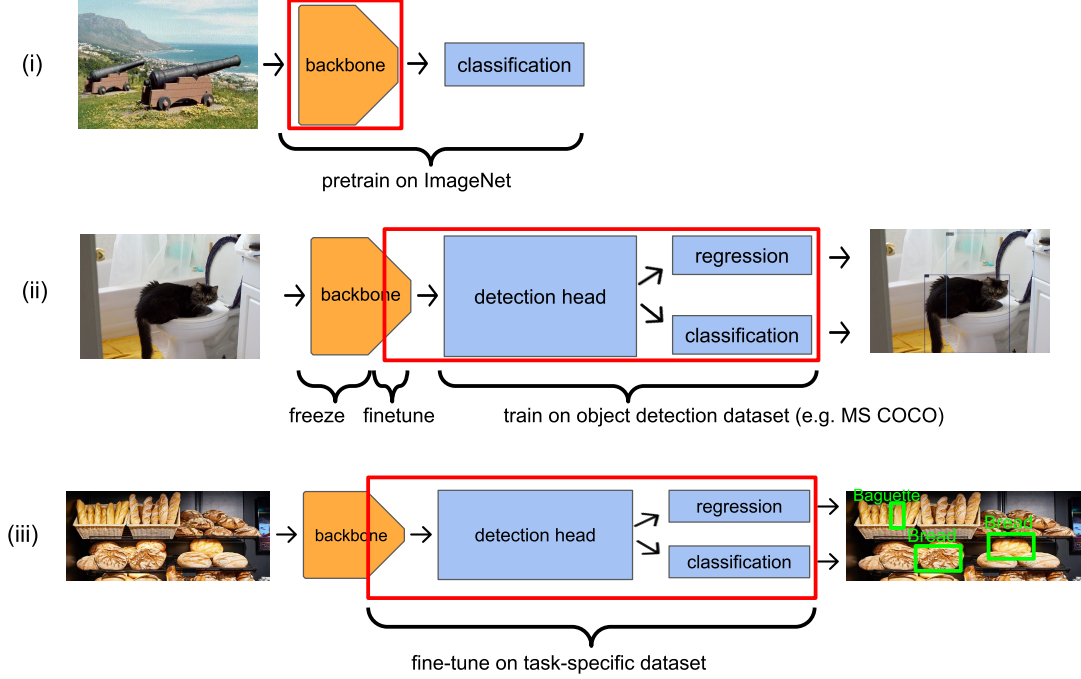 (i)
backbone
classification
pretrain on ImageNet
(ii)
backbone
detection head
regression
classification
freeze
finetune
train on object detection dataset (e.g. MS COCO)
(iii)
backbone
detection head
regression
classification
Baguette
Bread
Bread
fine-tune on task-specific dataset